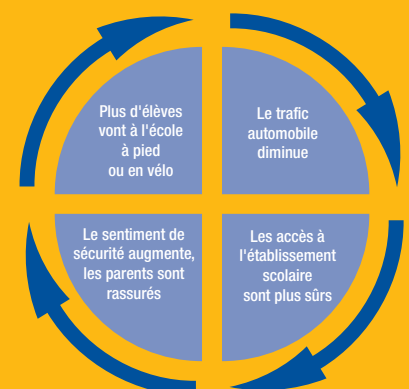 Plus d'élèves
vont à l'école
à pied
ou en vélo
Le trafic
automobile
diminue
Les accès à
l'établissement
scolaire
sont plus sûrs
Le sentiment de
sécurité augmente,
les parents sont
rassurés